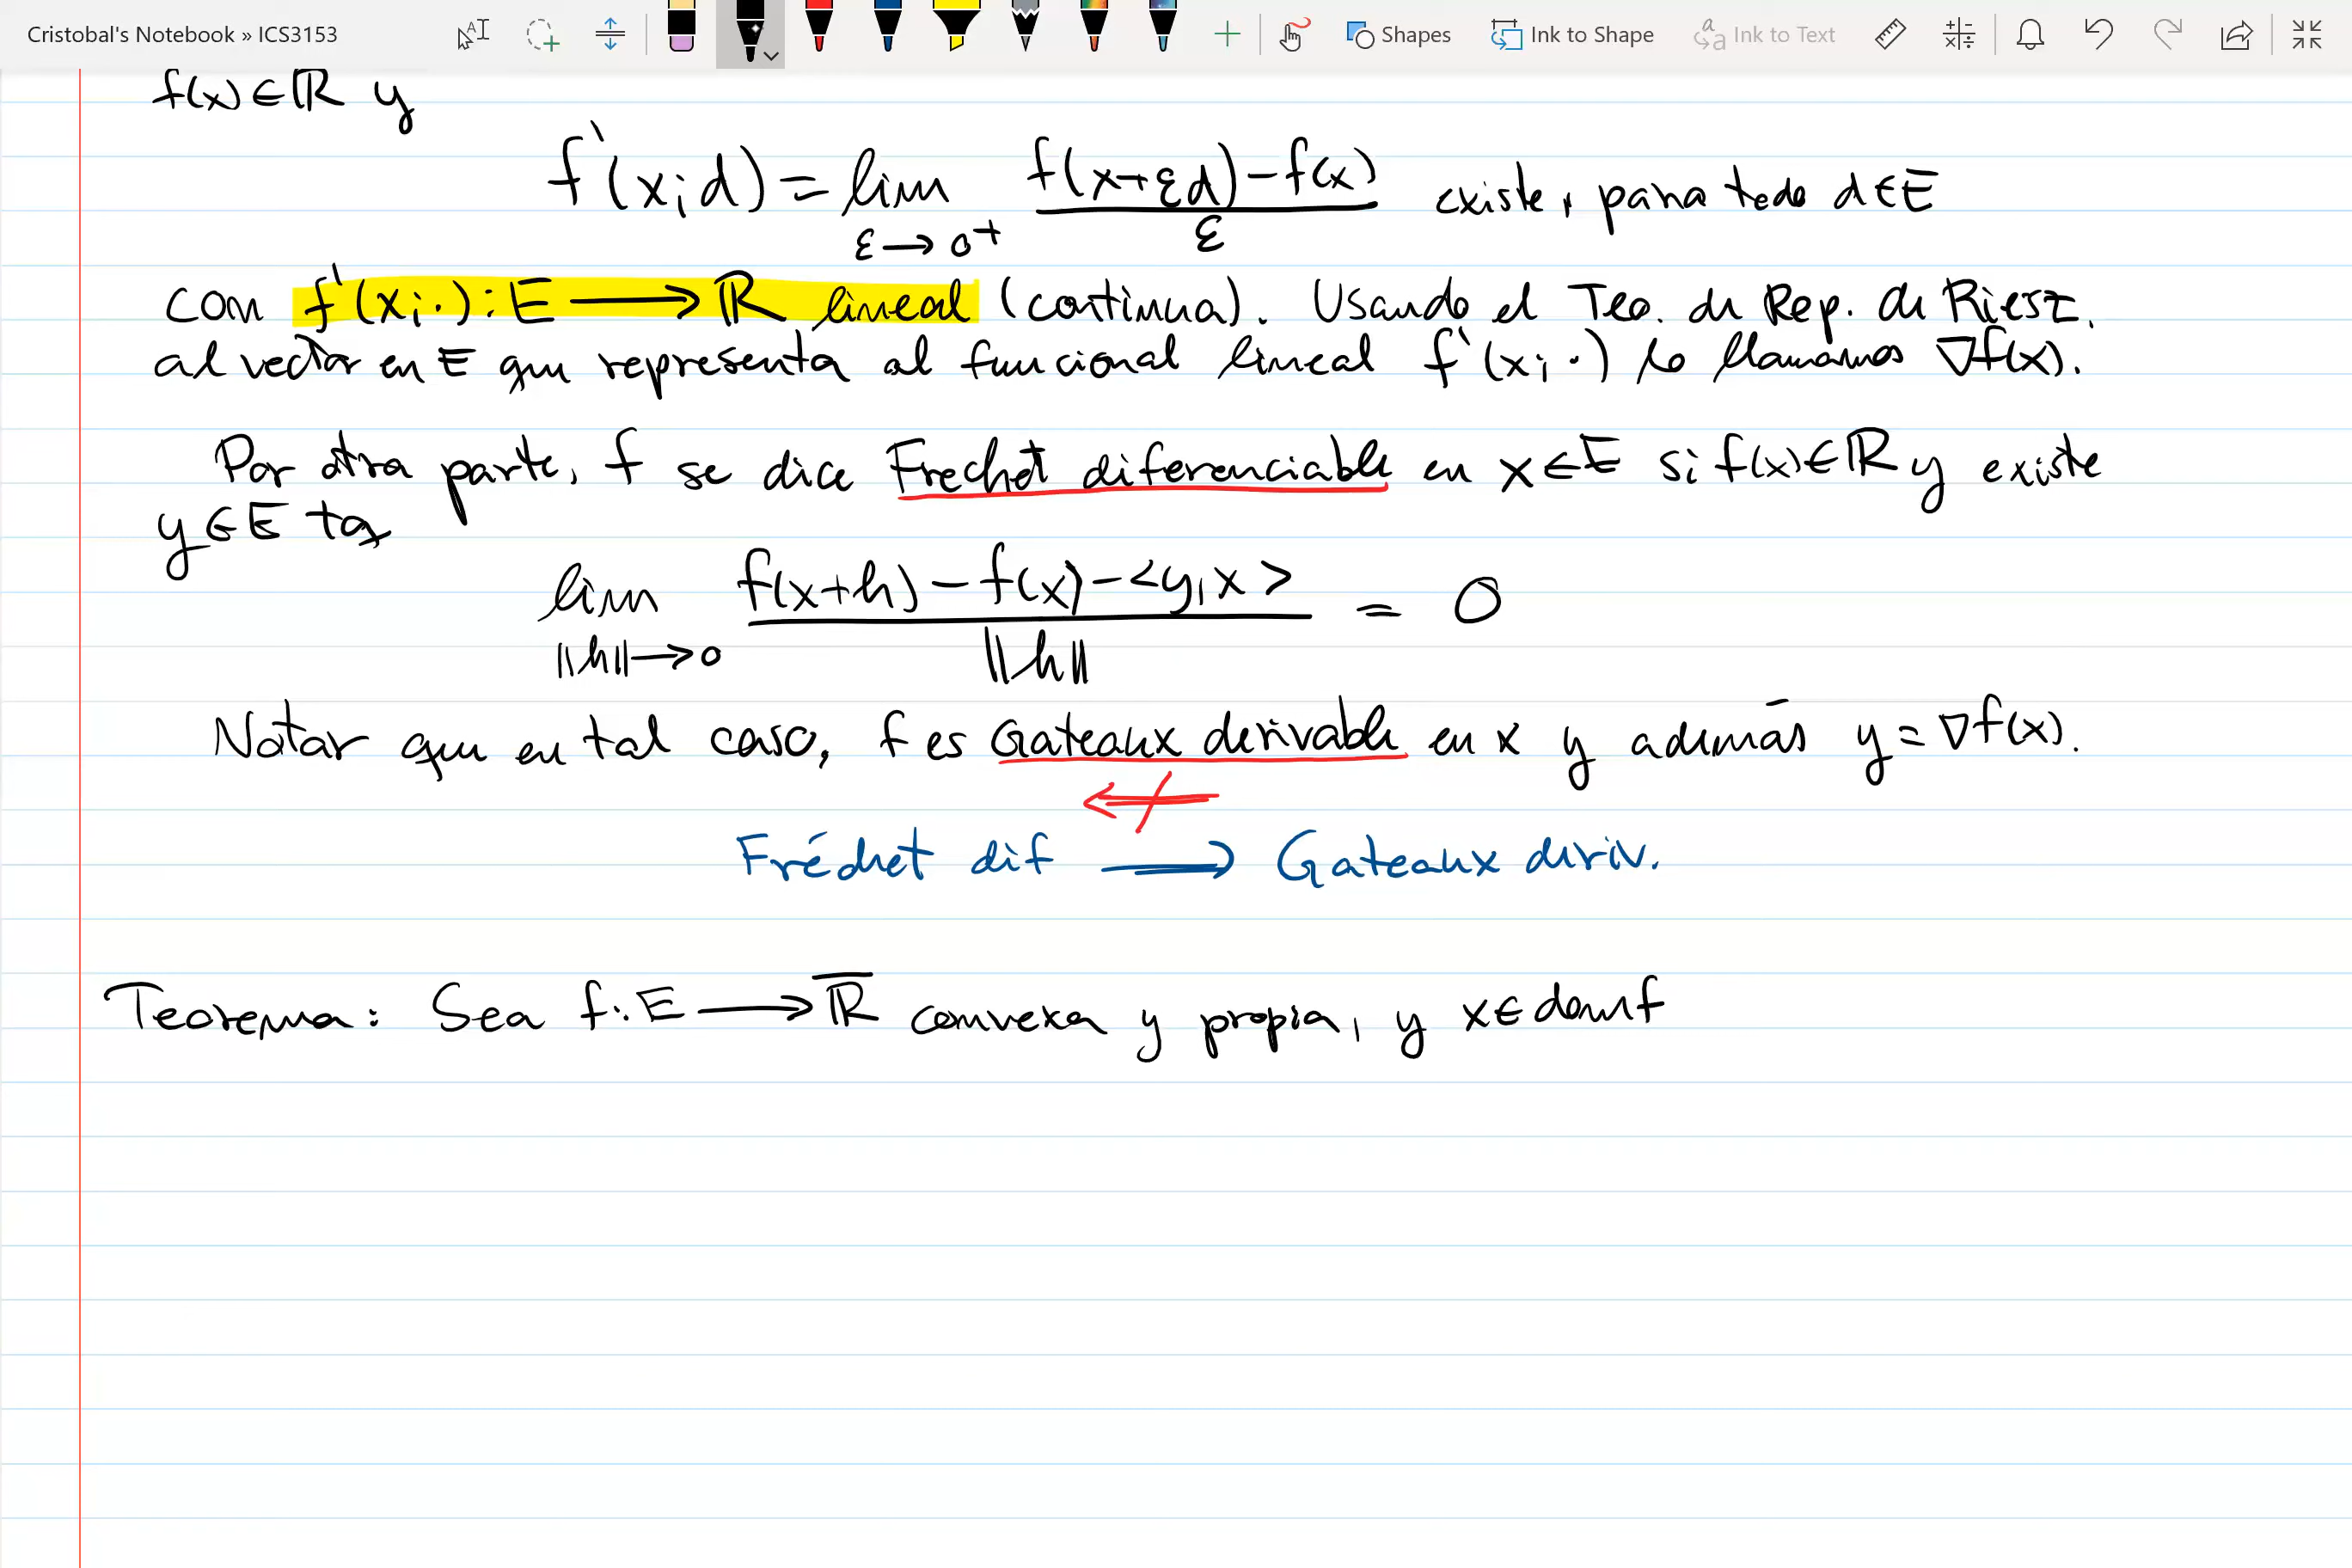 Cristobal's Notebook » ICS3153 Shapes Ink to Shape Ink to Text
f(x)∈ℝ y
f'(x;d) = lim_{ε→0+} (f(x+εd)-f(x))/ε existe, para todo d∈E
con f'(x;·): E ⟶ ℝ lineal (continua). Usando el Teo. de Rep. de Riesz,
al vector en E que representa al funcional lineal f'(x;·) lo llamamos ∇f(x).
Por otra parte, f se dice Frechet diferenciable en x∈E si f(x)∈ℝ y existe
y∈E tq
lim_{||h||→0} (f(x+h)-f(x)-<y,x>)/||h|| = 0
Notar que en tal caso, f es Gateaux derivable en x y además y=∇f(x).
⇍
Fréchet dif ⟹ Gateaux deriv.
Teorema: Sea f: E ⟶ ℝ̅ convexa y propia, y x∈domf